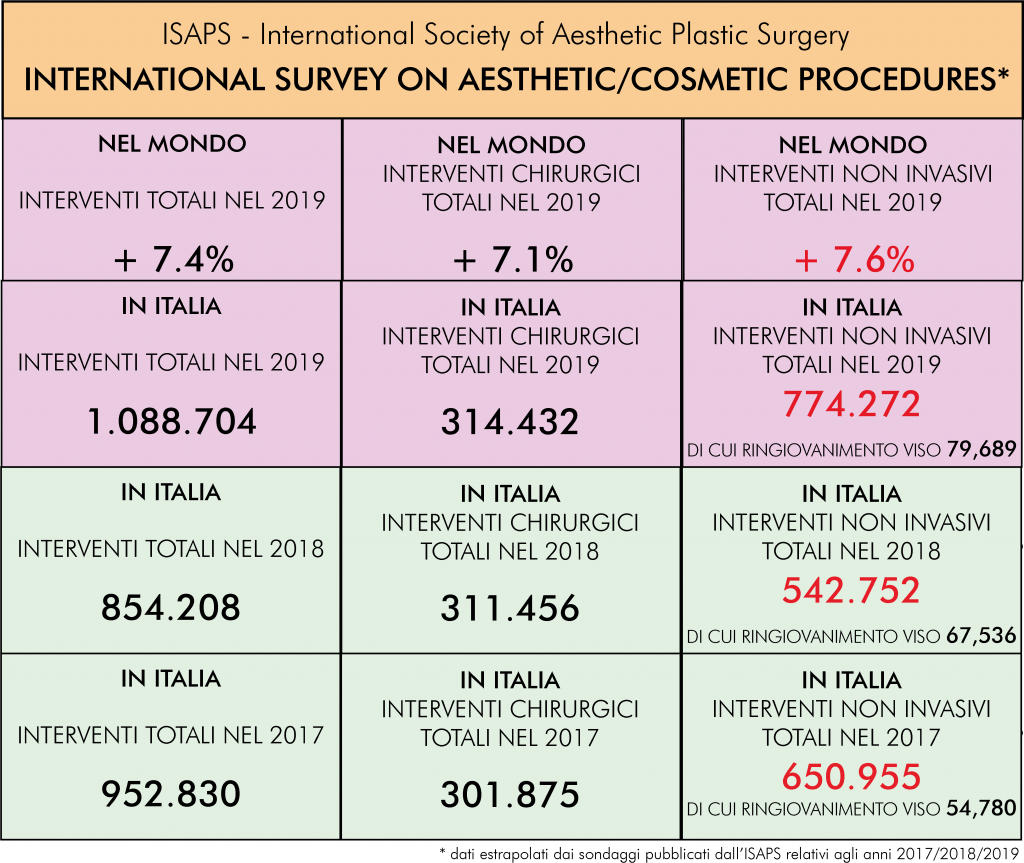 ISAPS - International Society of Aesthetic Plastic Surgery
INTERNATIONAL SURVEY ON AESTHETIC/COSMETIC PROCEDURES*
NEL MONDO
INTERVENTI TOTALI NEL 2019
+ 7.4%
NEL MONDO
INTERVENTI CHIRURGICI
TOTALI NEL 2019
+ 7.1%
NEL MONDO
INTERVENTI NON INVASIVI
TOTALI NEL 2019
+ 7.6%
IN ITALIA
INTERVENTI TOTALI NEL 2019
1.088.704
IN ITALIA
INTERVENTI CHIRURGICI
TOTALI NEL 2019
314.432
IN ITALIA
INTERVENTI NON INVASIVI
TOTALI NEL 2019
774.272
DI CUI RINGIOVANIMENTO VISO 79,689
IN ITALIA
INTERVENTI TOTALI NEL 2018
854.208
IN ITALIA
INTERVENTI CHIRURGICI
TOTALI NEL 2018
311.456
IN ITALIA
INTERVENTI NON INVASIVI
TOTALI NEL 2018
542.752
DI CUI RINGIOVANIMENTO VISO 67,536
IN ITALIA
INTERVENTI TOTALI NEL 2017
952.830
IN ITALIA
INTERVENTI CHIRURGICI
TOTALI NEL 2017
301.875
IN ITALIA
INTERVENTI NON INVASIVI
TOTALI NEL 2017
650.955
DI CUI RINGIOVANIMENTO VISO 54,780
* dati estrapolati dai sondaggi pubblicati dall'ISAPS relativi agli anni 2017/2018/2019